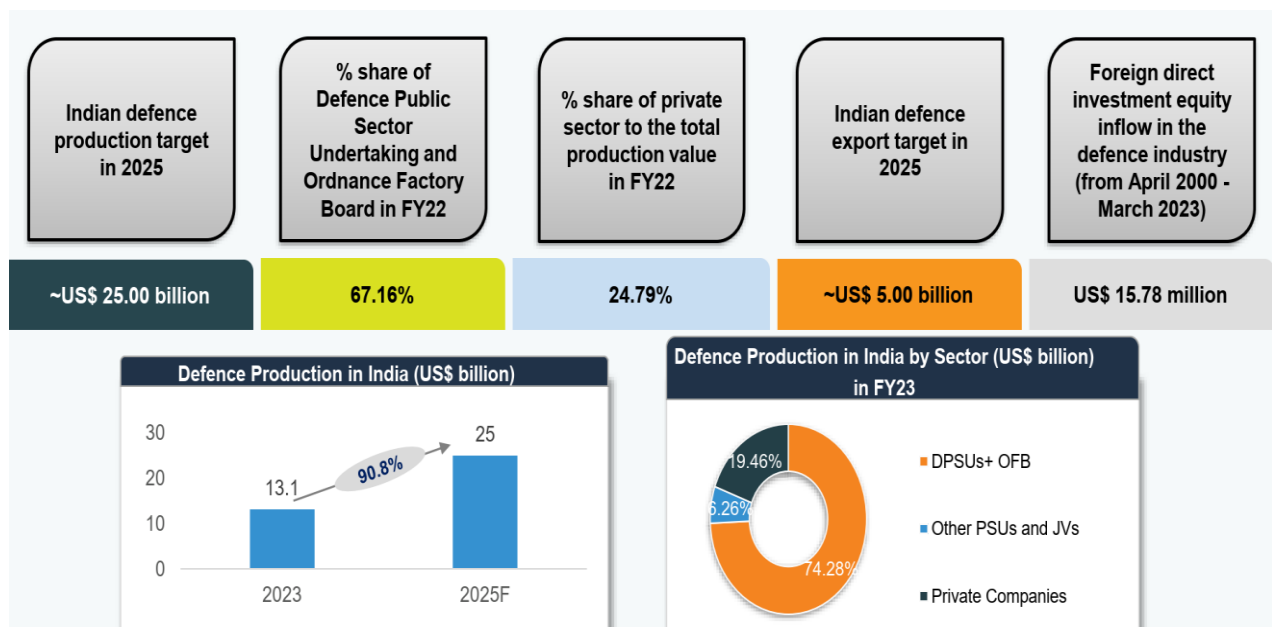 Indian defence
production target
in 2025
% share of
Defence Public
Sector
Undertaking and
Ordnance Factory
Board in FY22
% share of private
sector to the total
production value
in FY22
Indian defence
export target in
2025
Foreign direct
investment equity
inflow in the
defence industry
(from April 2000 -
March 2023)
~US$ 25.00 billion
67.16%
24.79%
~US$ 5.00 billion
US$ 15.78 million
Defence Production in India (US$ billion)
30
20
10
0
13.1
90.8%
25
2023
2025F
Defence Production in India by Sector (US$ billion)
in FY23
19.46%
6.26%
74.28%
DPSUs+ OFB
Other PSUs and JVs
Private Companies